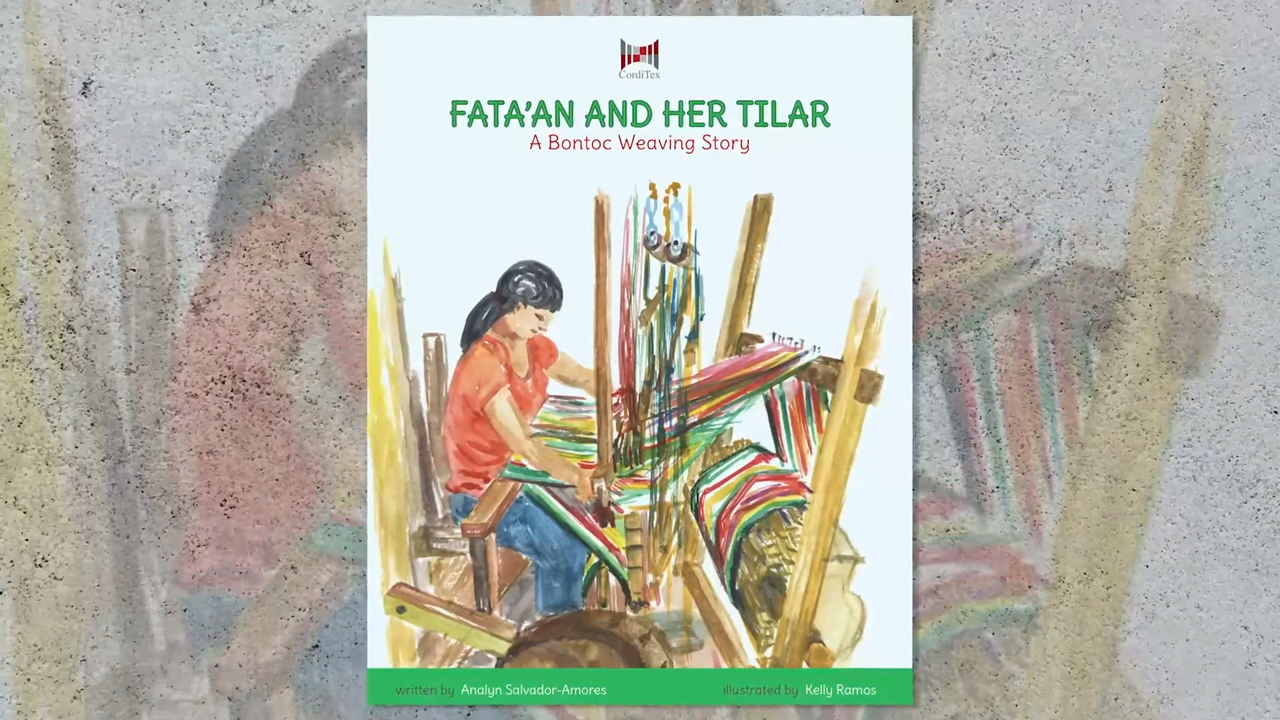 CordiTex
FATA'AN AND HER TILAR
A Bontoc Weaving Story
written by Analyn Salvador-Amores
illustrated by Kelly Ramos